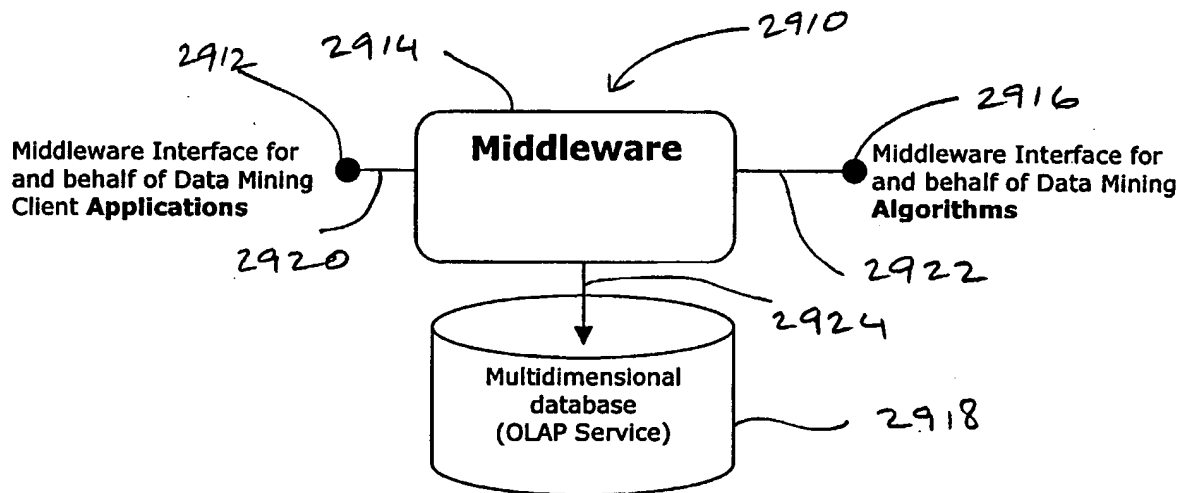 2910
2914
2912
2916
Middleware
Middleware Interface for
and behalf of Data Mining
Client Applications
Middleware Interface for
and behalf of Data Mining
Algorithms
2920
2922
2924
Multidimensional
database
(OLAP Service)
2918